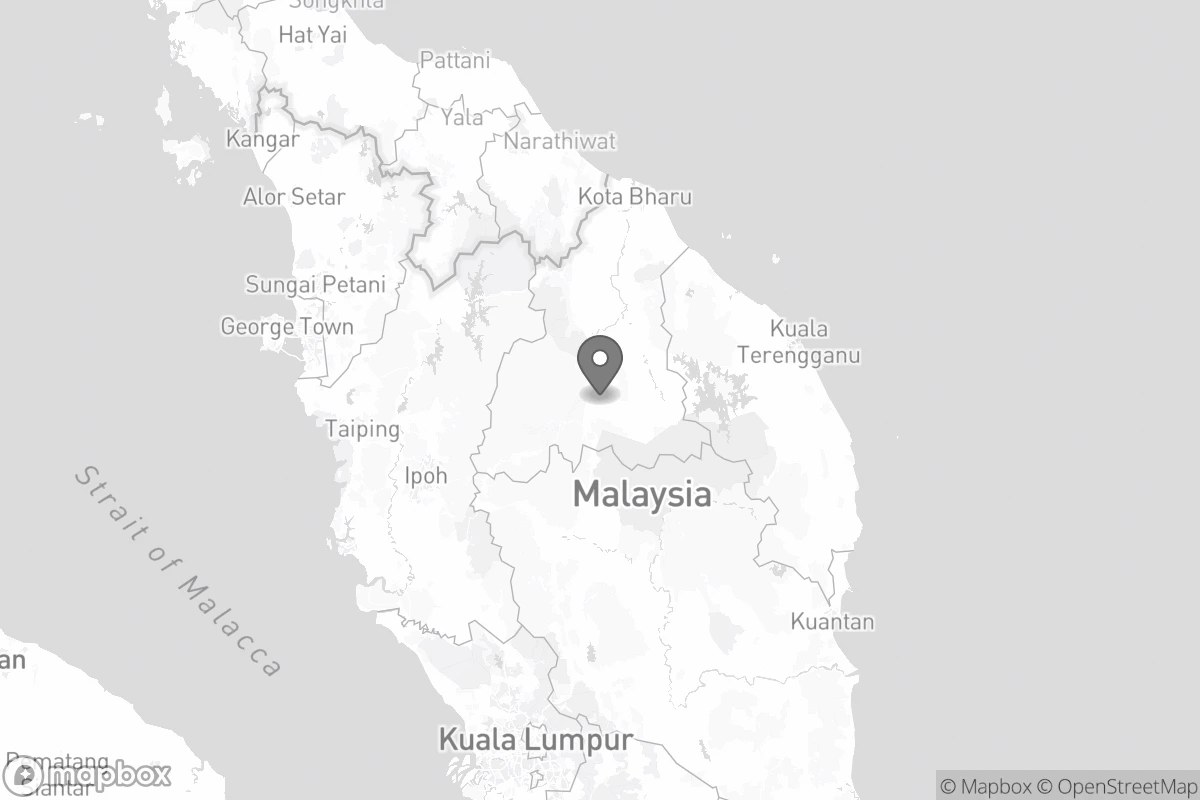 Songkhla
Hat Yai
Pattani
Yala
Kangar
Narathiwat
Alor Setar
Kota Bharu
Sungai Petani
George Town
Kuala
Terengganu
Taiping
Ipoh
Malaysia
Strait of Malacca
Kuantan
an
Kuala Lumpur
Pematang
Siantar
mapbox
© Mapbox © OpenStreetMap